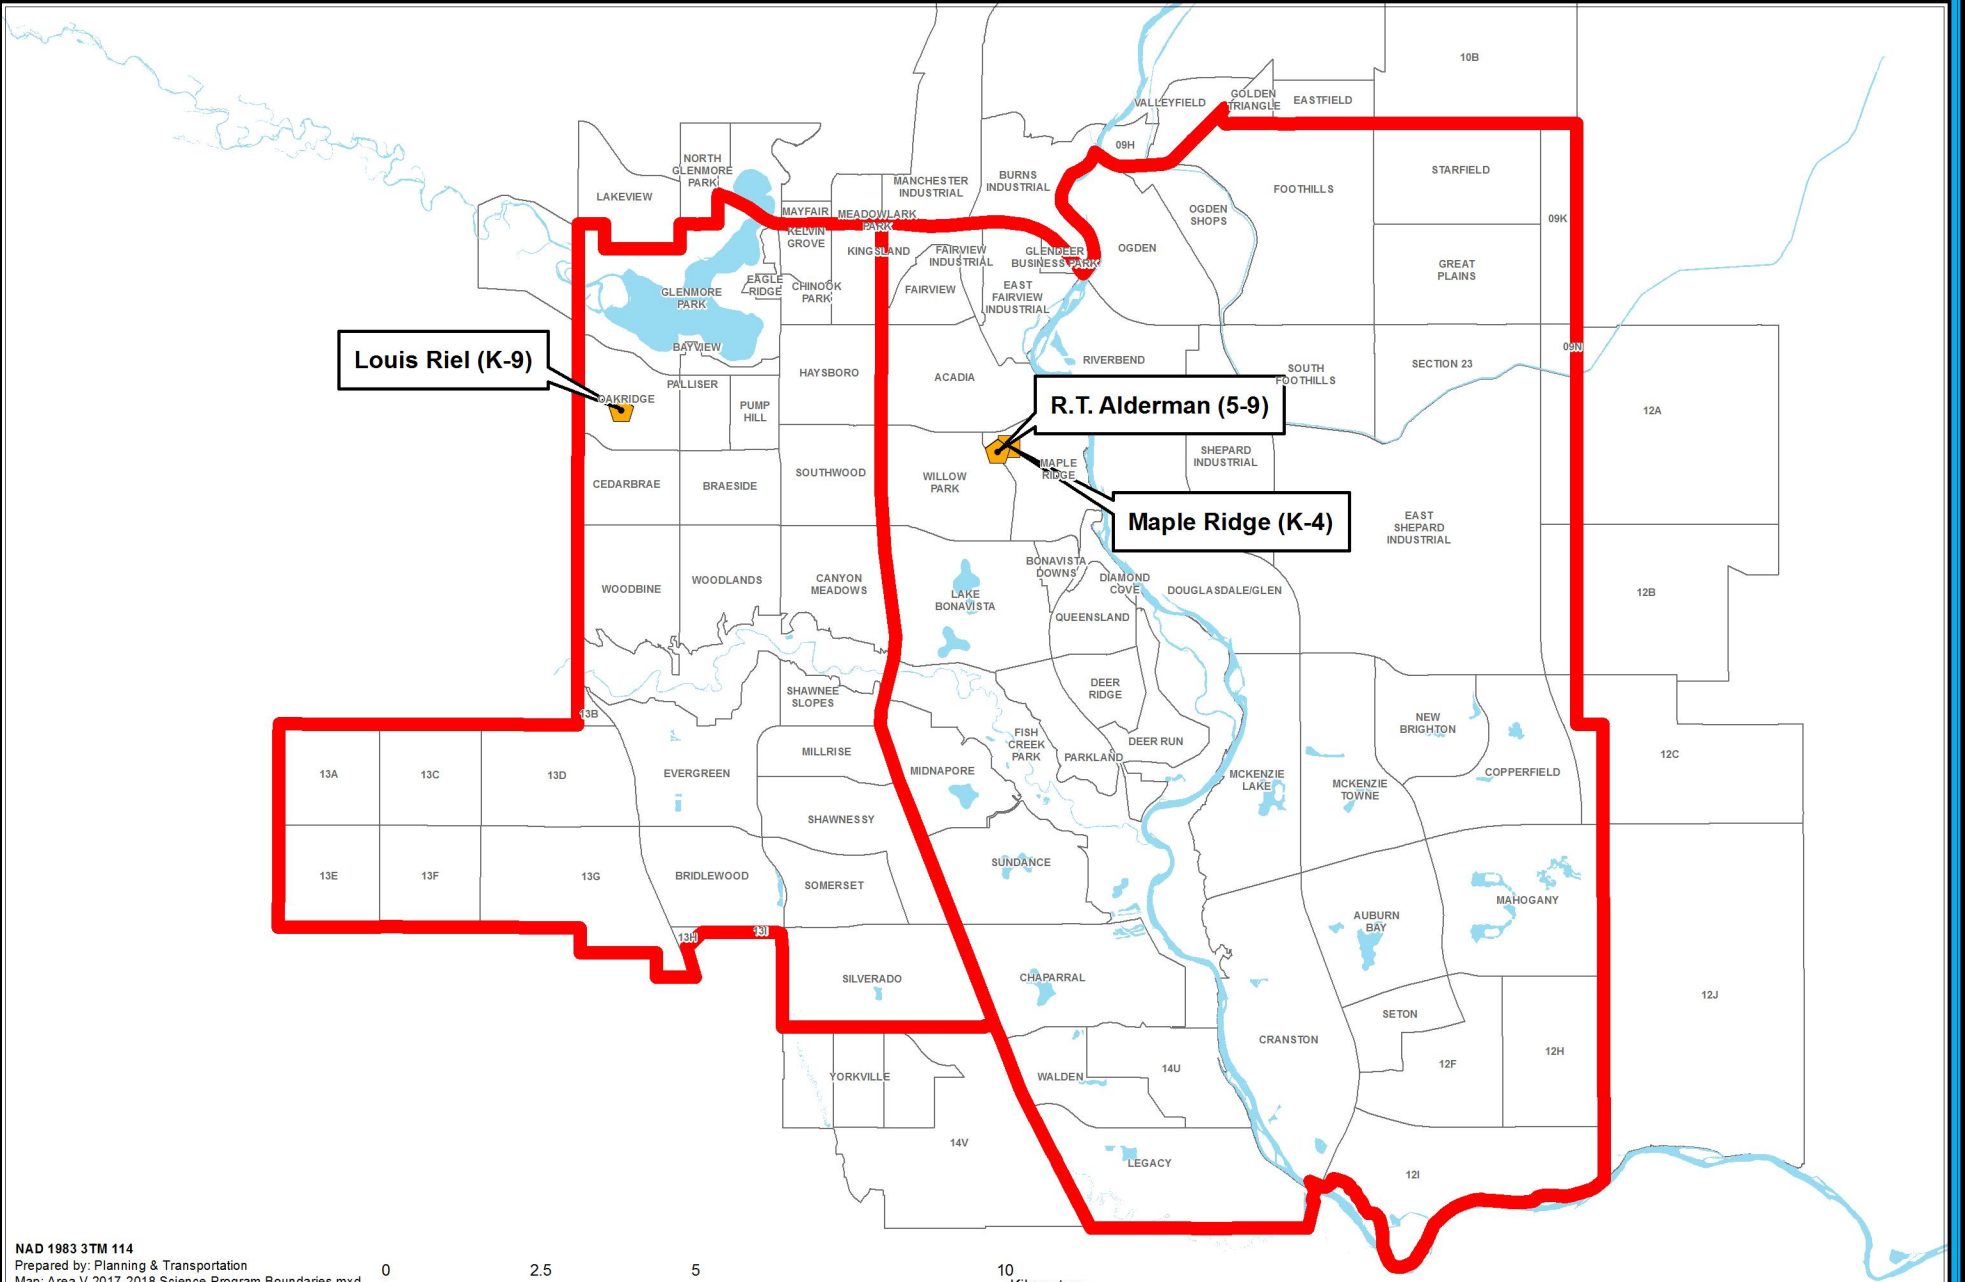 10B
GOLDEN
TRIANGLE
EASTFIELD
VALLEYFIELD
09H
NORTH
GLENMORE
PARK
LAKEVIEW
MANCHESTER
INDUSTRIAL
BURNS
INDUSTRIAL
STARFIELD
FOOTHILLS
OGDEN
SHOPS
09K
MAYFAIR
MEADOWLARK
PARK
KELVIN
GROVE
KINGSLAND
FAIRVIEW
INDUSTRIAL
GLENDEER
BUSINESS PARK
OGDEN
GREAT
PLAINS
EAGLE
RIDGE
CHINOOK
PARK
GLENMORE
PARK
FAIRVIEW
EAST
FAIRVIEW
INDUSTRIAL
BAYVIEW
09N
Louis Riel (K-9)
RIVERBEND
SECTION 23
SOUTH
FOOTHILLS
HAYSBORO
ACADIA
PALLISER
OAKRIDGE
PUMP
HILL
R.T. Alderman (5-9)
12A
SHEPARD
INDUSTRIAL
MAPLE
RIDGE
SOUTHWOOD
WILLOW
PARK
CEDARBRAE
BRAESIDE
Maple Ridge (K-4)
EAST
SHEPARD
INDUSTRIAL
BONAVISTA
DOWNS
DIAMOND
COVE
DOUGLASDALE/GLEN
WOODBINE
WOODLANDS
CANYON
MEADOWS
LAKE
BONAVISTA
12B
QUEENSLAND
DEER
RIDGE
SHAWNEE
SLOPES
13B
NEW
BRIGHTON
FISH
CREEK
PARK
DEER RUN
PARKLAND
MILLRISE
12C
13A
13C
13D
EVERGREEN
MIDNAPORE
MCKENZIE
LAKE
MCKENZIE
TOWNE
COPPERFIELD
SHAWNESSY
SUNDANCE
13E
13F
13G
BRIDLEWOOD
SOMERSET
MAHOGANY
AUBURN
BAY
13H
13I
SILVERADO
CHAPARRAL
12J
SETON
CRANSTON
12H
12F
YORKVILLE
WALDEN
14U
14V
LEGACY
12I
NAD 1983 3TM 114
Prepared by: Planning & Transportation
Map: Area V 2017-2018 Science Program Boundaries.mxd
0 2.5 5 10